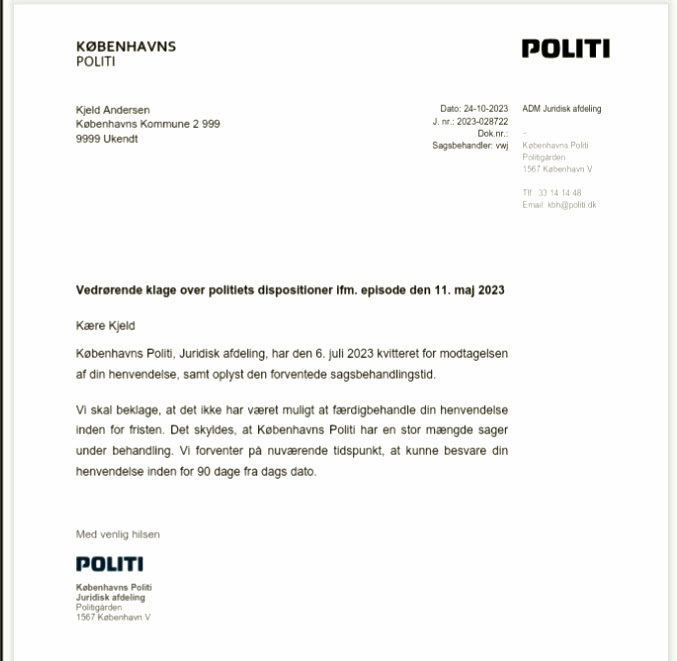 KØBENHAVNS
POLITI
POLITI
Kjeld Andersen
Københavns Kommune 2 999
9999 Ukendt
Dato: 24-10-2023
J. nr.: 2023-028722
Dok.nr.:
Sagsbehandler: vwj
ADM Juridisk afdeling
-
Københavns Politi
Politigården
1567 København V
Tlf.: 33 14 14 48
Email: kbh@politi.dk
Vedrørende klage over politiets dispositioner ifm. episode den 11. maj 2023
Kære Kjeld
Københavns Politi, Juridisk afdeling, har den 6. juli 2023 kvitteret for modtagelsen
af din henvendelse, samt oplyst den forventede sagsbehandlingstid.
Vi skal beklage, at det ikke har været muligt at færdigbehandle din henvendelse
inden for fristen. Det skyldes, at Københavns Politi har en stor mængde sager
under behandling. Vi forventer på nuværende tidspunkt, at kunne besvare din
henvendelse inden for 90 dage fra dags dato.
Med venlig hilsen
POLITI
Københavns Politi
Juridisk afdeling
Politigården
1567 København V